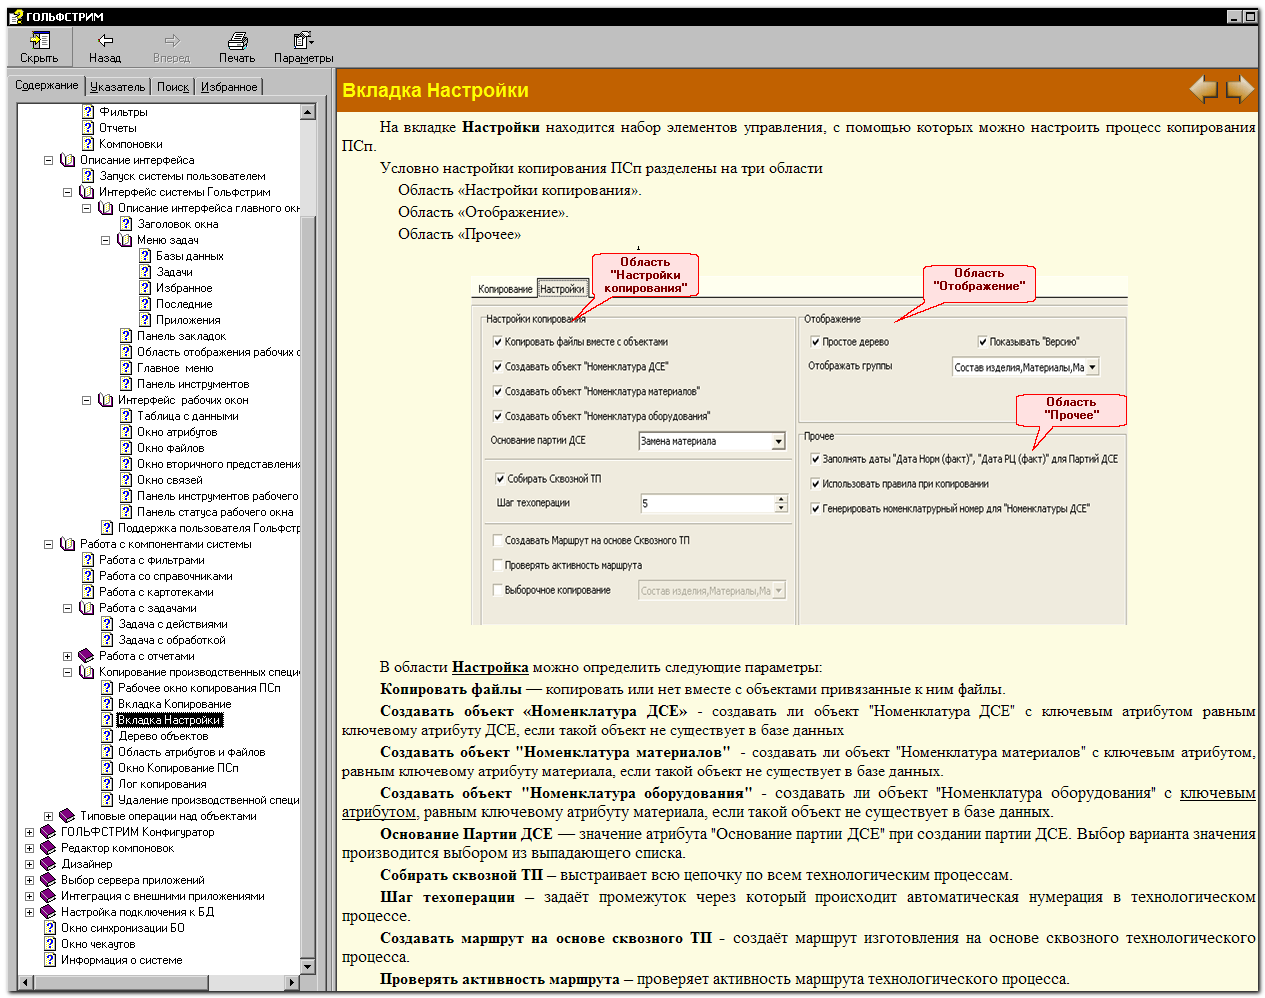 ГОЛЬФСТРИМ
Скрыть
Назад
Вперед
Печать
Параметры
Содержание
Указатель
Поиск
Избранное
Фильтры
Отчеты
Компоновки
Описание интерфейса
Запуск системы пользователем
Интерфейс системы Гольфстрим
Описание интерфейса главного окн
Заголовок окна
Меню задач
Базы данных
Задачи
Избранное
Последние
Приложения
Панель закладок
Область отображения рабочих о
Главное меню
Панель инструментов
Интерфейс рабочих окон
Таблица с данными
Окно атрибутов
Окно файлов
Окно вторичного представления
Окно связей
Панель инструментов рабочего
Панель статуса рабочего окна
Поддержка пользователя Гольфстр
Работа с компонентами системы
Работа с фильтрами
Работа со справочниками
Работа с картотеками
Работа с задачами
Задача с действиями
Задача с обработкой
Работа с отчетами
Копирование производственных специ
Рабочее окно копирования ПСп
Вкладка Копирование
Вкладка Настройки
Дерево объектов
Область атрибутов и файлов
Окно Копирование ПСп
Лог копирования
Удаление производственной специ
Типовые операции над объектами
ГОЛЬФСТРИМ Конфигуратор
Редактор компоновок
Дизайнер
Выбор сервера приложений
Интеграция с внешними приложениями
Настройка подключения к БД
Окно синхронизации БО
Окно чекаутов
Информация о системе
Вкладка Настройки
На вкладке Настройки находится набор элементов управления, с помощью которых можно настроить процесс копирования
ПСп.
Условно настройки копирования ПСп разделены на три области
Область «Настройки копирования».
Область «Отображение».
Область «Прочее»
Область
"Настройки
копирования"
Область
"Отображение"
Копирование
Настройки
Настройки копирования
Копировать файлы вместе с объектами
Создавать объект "Номенклатура ДСЕ"
Создавать объект "Номенклатура материалов"
Создавать объект "Номенклатура оборудования"
Основание партии ДСЕ
Замена материала
Собирать Сквозной ТП
Шаг техоперации
5
Создавать Маршрут на основе Сквозного ТП
Проверять активность маршрута
Выборочное копирование
Состав изделия,Материалы,Ма
Отображение
Простое дерево
Показывать "Версию"
Отображать группы
Состав изделия,Материалы,Ма
Область
"Прочее"
Прочее
Заполнять даты "Дата Норм (факт)", "Дата РЦ (факт)" для Партий ДСЕ
Использовать правила при копировании
Генерировать номенклатрурный номер для "Номенклатуры ДСЕ"
В области Настройка можно определить следующие параметры:
Копировать файлы — копировать или нет вместе с объектами привязанные к ним файлы.
Создавать объект «Номенклатура ДСЕ» - создавать ли объект "Номенклатура ДСЕ" с ключевым атрибутом равным
ключевому атрибуту ДСЕ, если такой объект не существует в базе данных
Создавать объект "Номенклатура материалов" - создавать ли объект "Номенклатура материалов" с ключевым атрибутом,
равным ключевому атрибуту материала, если такой объект не существует в базе данных.
Создавать объект "Номенклатура оборудования" - создавать ли объект "Номенклатура оборудования" с ключевым
атрибутом, равным ключевому атрибуту материала, если такой объект не существует в базе данных.
Основание Партии ДСЕ — значение атрибута "Основание партии ДСЕ" при создании партии ДСЕ. Выбор варианта значения
производится выбором из выпадающего списка.
Собирать сквозной ТП – выстраивает всю цепочку по всем технологическим процессам.
Шаг техоперации – задаёт промежуток через который происходит автоматическая нумерация в технологическом
процессе.
Создавать маршрут на основе сквозного ТП - создаёт маршрут изготовления на основе сквозного технологического
процесса.
Проверять активность маршрута – проверяет активность маршрута технологического процесса.